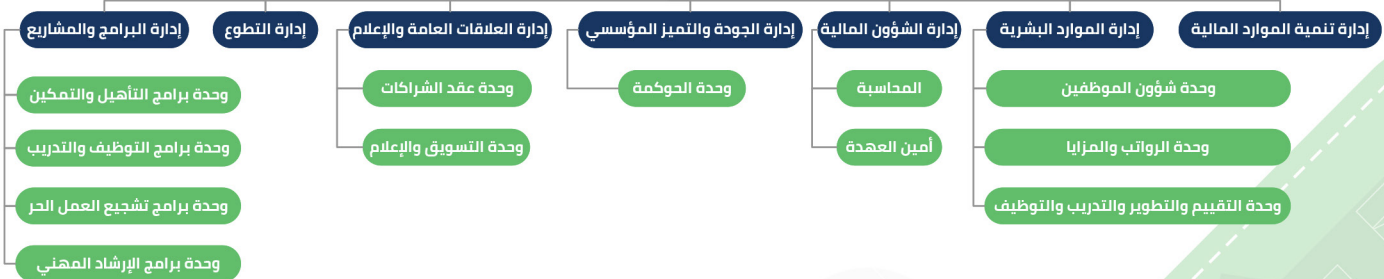 إدارة تنمية الموارد المالية
إدارة الموارد البشرية
إدارة الشؤون المالية
إدارة الجودة والتميز المؤسسي
إدارة العلاقات العامة والإعلام
إدارة التطوع
إدارة البرامج والمشاريع
وحدة شؤون الموظفين
المحاسبة
وحدة الحوكمة
وحدة عقد الشراكات
وحدة برامج التأهيل والتمكين
وحدة الرواتب والمزايا
أمين العهدة
وحدة التسويق والإعلام
وحدة برامج التوظيف والتدريب
وحدة التقييم والتطوير والتدريب والتوظيف
وحدة برامج تشجيع العمل الحر
وحدة برامج الإرشاد المهني